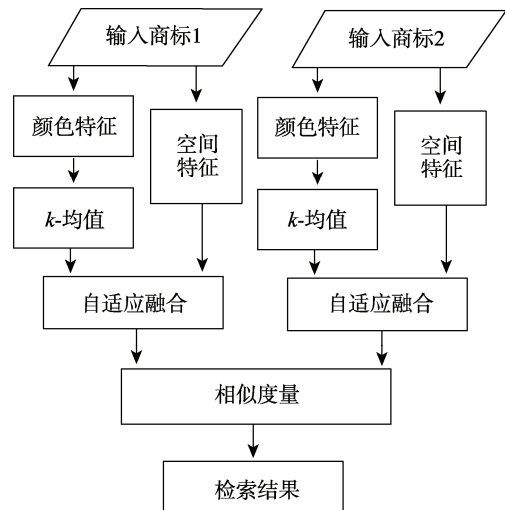 输入商标1
输入商标2
颜色特征
空间
特征
颜色特征
空间
特征
k-均值
k-均值
自适应融合
自适应融合
相似度量
检索结果